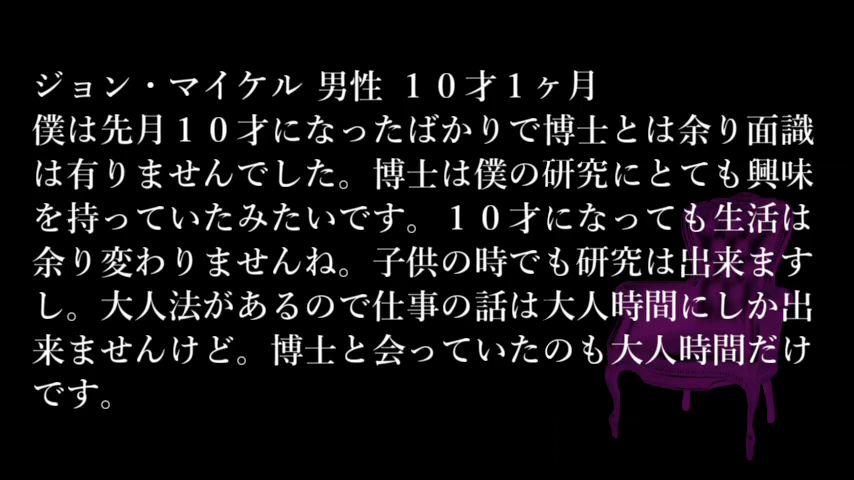 ジョン・マイケル 男性 １０才１ヶ月
僕は先月１０才になったばかりで博士とは余り面識
は有りませんでした。博士は僕の研究にとても興味
を持っていたみたいです。１０才になっても生活は
余り変わりませんね。子供の時でも研究は出来ます
し。大人法があるので仕事の話は大人時間にしか出
来ませんけど。博士と会っていたのも大人時間だけ
です。